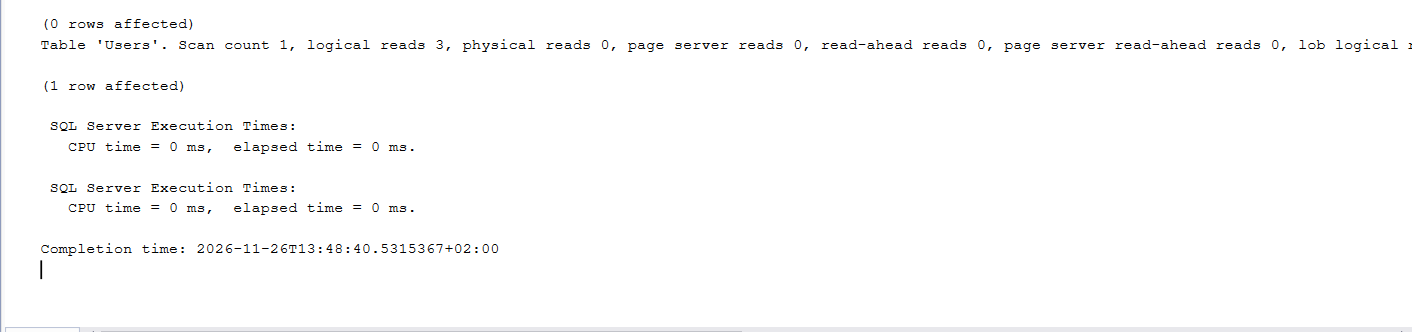 (0 rows affected)
Table 'Users'. Scan count 1, logical reads 3, physical reads 0, page server reads 0, read-ahead reads 0, page server read-ahead reads 0, lob logical
(1 row affected)
SQL Server Execution Times:
CPU time = 0 ms, elapsed time = 0 ms.
SQL Server Execution Times:
CPU time = 0 ms, elapsed time = 0 ms.
Completion time: 2026-11-26T13:48:40.5315367+02:00